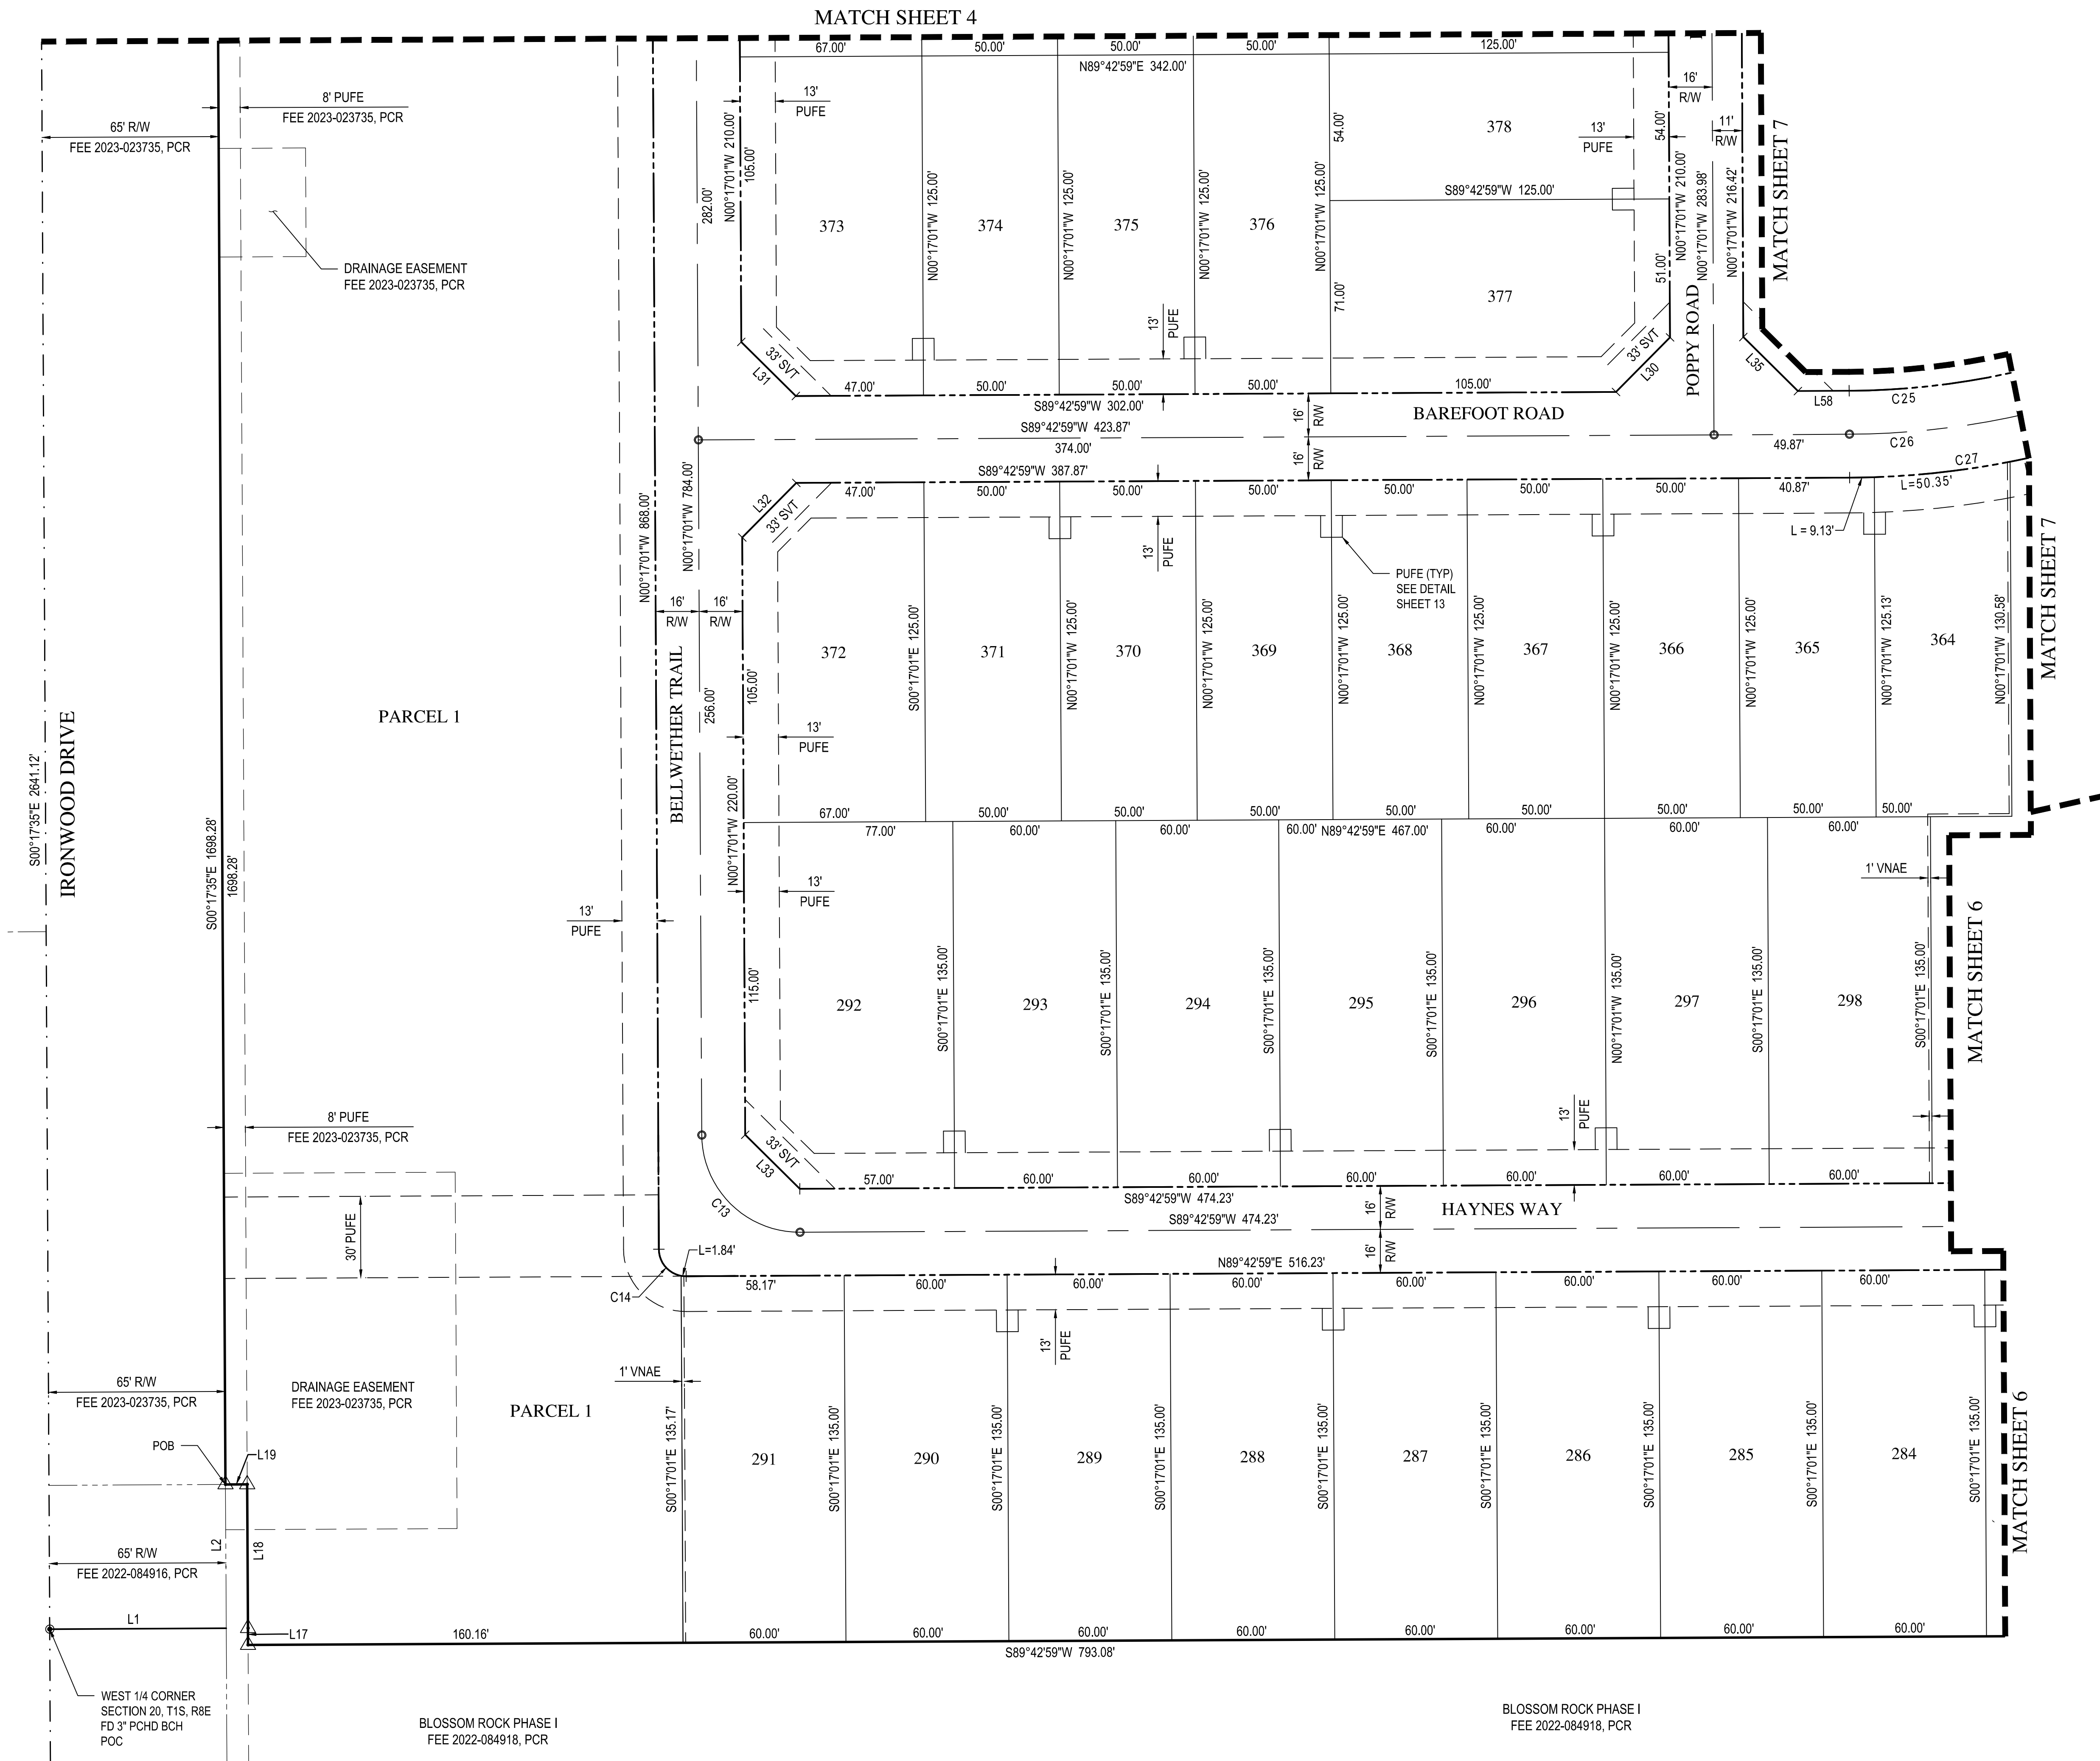 MATCH SHEET 4
67.00'
50.00'
50.00'
50.00'
125.00'
N89°42'59"E 342.00'
8' PUFE
FEE 2023-023735, PCR
65' R/W
FEE 2023-023735, PCR
13'
PUFE
16'
R/W
11'
R/W
13'
PUFE
378
54.00'
54.00'
MATCH SHEET 7
282.00'
N00°17'01"W 210.00'
105.00'
373
N00°17'01"W 125.00'
374
N00°17'01"W 125.00'
375
N00°17'01"W 125.00'
376
N00°17'01"W 125.00'
S89°42'59"W 125.00'
N00°17'01"W 210.00'
N00°17'01"W 283.98'
N00°17'01"W 216.42'
DRAINAGE EASEMENT
FEE 2023-023735, PCR
71.00'
377
51.00'
13'
PUFE
POPPY ROAD
33' SVT
L31
33' SVT
L30
L35
L58
C25
47.00'
50.00'
50.00'
50.00'
105.00'
S89°42'59"W 302.00'
BAREFOOT ROAD
16'
R/W
S89°42'59"W 423.87'
374.00'
49.87'
C26
16'
R/W
C27
S89°42'59"W 387.87'
47.00'
50.00'
50.00'
50.00'
50.00'
50.00'
50.00'
40.87'
L=50.35'
L = 9.13'
L32
33' SVT
13'
PUFE
N00°17'01"W 868.00'
N00°17'01"W 784.00'
PUFE (TYP)
SEE DETAIL
SHEET 13
16'
R/W
16'
R/W
MATCH SHEET 7
BELLWETHER TRAIL
256.00'
105.00'
372
S00°17'01"E 125.00'
371
N00°17'01"W 125.00'
370
N00°17'01"W 125.00'
369
N00°17'01"W 125.00'
368
N00°17'01"W 125.00'
367
N00°17'01"W 125.00'
366
N00°17'01"W 125.00'
365
N00°17'01"W 125.13'
364
N00°17'01"W 130.58'
PARCEL 1
13'
PUFE
S00°17'35"E 2641.12'
IRONWOOD DRIVE
S00°17'35"E 1698.28'
1698.28'
N00°17'01"W 220.00'
67.00'
50.00'
50.00'
50.00'
50.00'
50.00'
50.00'
50.00'
50.00'
77.00'
60.00'
60.00'
60.00'
N89°42'59"E 467.00'
60.00'
60.00'
60.00'
13'
PUFE
13'
PUFE
1' VNAE
MATCH SHEET 6
115.00'
292
S00°17'01"E 135.00'
293
S00°17'01"E 135.00'
294
S00°17'01"E 135.00'
295
S00°17'01"E 135.00'
296
N00°17'01"W 135.00'
297
S00°17'01"E 135.00'
298
S00°17'01"E 135.00'
8' PUFE
FEE 2023-023735, PCR
13'
PUFE
33' SVT
L33
57.00'
60.00'
60.00'
60.00'
60.00'
60.00'
60.00'
S89°42'59"W 474.23'
C13
S89°42'59"W 474.23'
16'
R/W
HAYNES WAY
30' PUFE
16'
R/W
L=1.84'
N89°42'59"E 516.23'
C14
58.17'
60.00'
60.00'
60.00'
60.00'
60.00'
60.00'
60.00'
13'
PUFE
1' VNAE
65' R/W
FEE 2023-023735, PCR
DRAINAGE EASEMENT
FEE 2023-023735, PCR
PARCEL 1
S00°17'01"E 135.17'
291
S00°17'01"E 135.00'
290
S00°17'01"E 135.00'
289
S00°17'01"E 135.00'
288
S00°17'01"E 135.00'
287
S00°17'01"E 135.00'
286
S00°17'01"E 135.00'
285
S00°17'01"E 135.00'
284
S00°17'01"E 135.00'
MATCH SHEET 6
POB
L19
L2
L18
65' R/W
FEE 2022-084916, PCR
L1
L17
160.16'
60.00'
60.00'
60.00'
60.00'
60.00'
60.00'
60.00'
60.00'
S89°42'59"W 793.08'
WEST 1/4 CORNER
SECTION 20, T1S, R8E
FD 3" PCHD BCH
POC
BLOSSOM ROCK PHASE I
FEE 2022-084918, PCR
BLOSSOM ROCK PHASE I
FEE 2022-084918, PCR